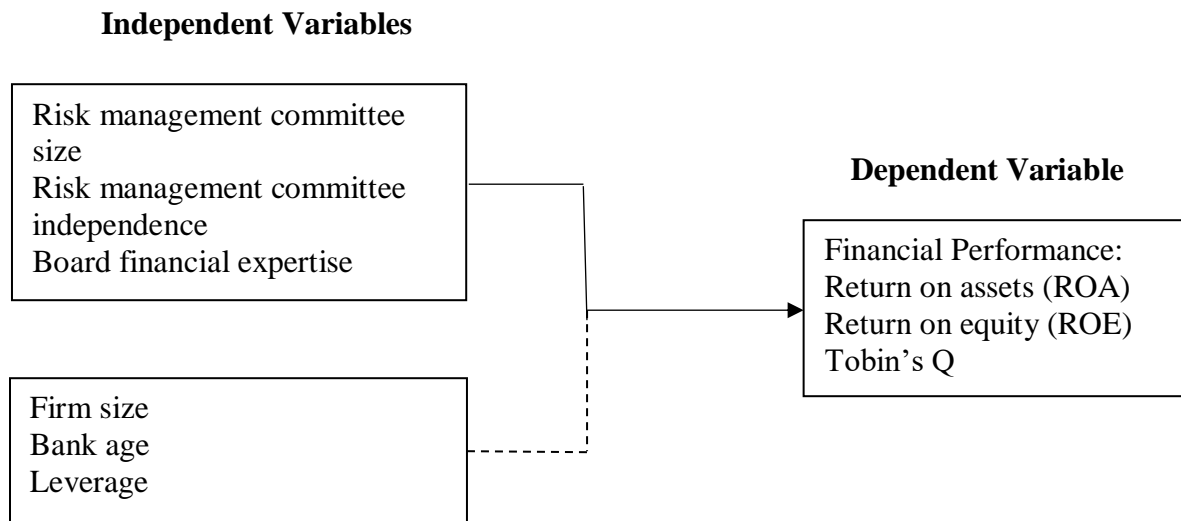 Independent Variables
Risk management committee
size
Risk management committee
independence
Board financial expertise
Dependent Variable
Financial Performance:
Return on assets (ROA)
Return on equity (ROE)
Tobin’s Q
Firm size
Bank age
Leverage